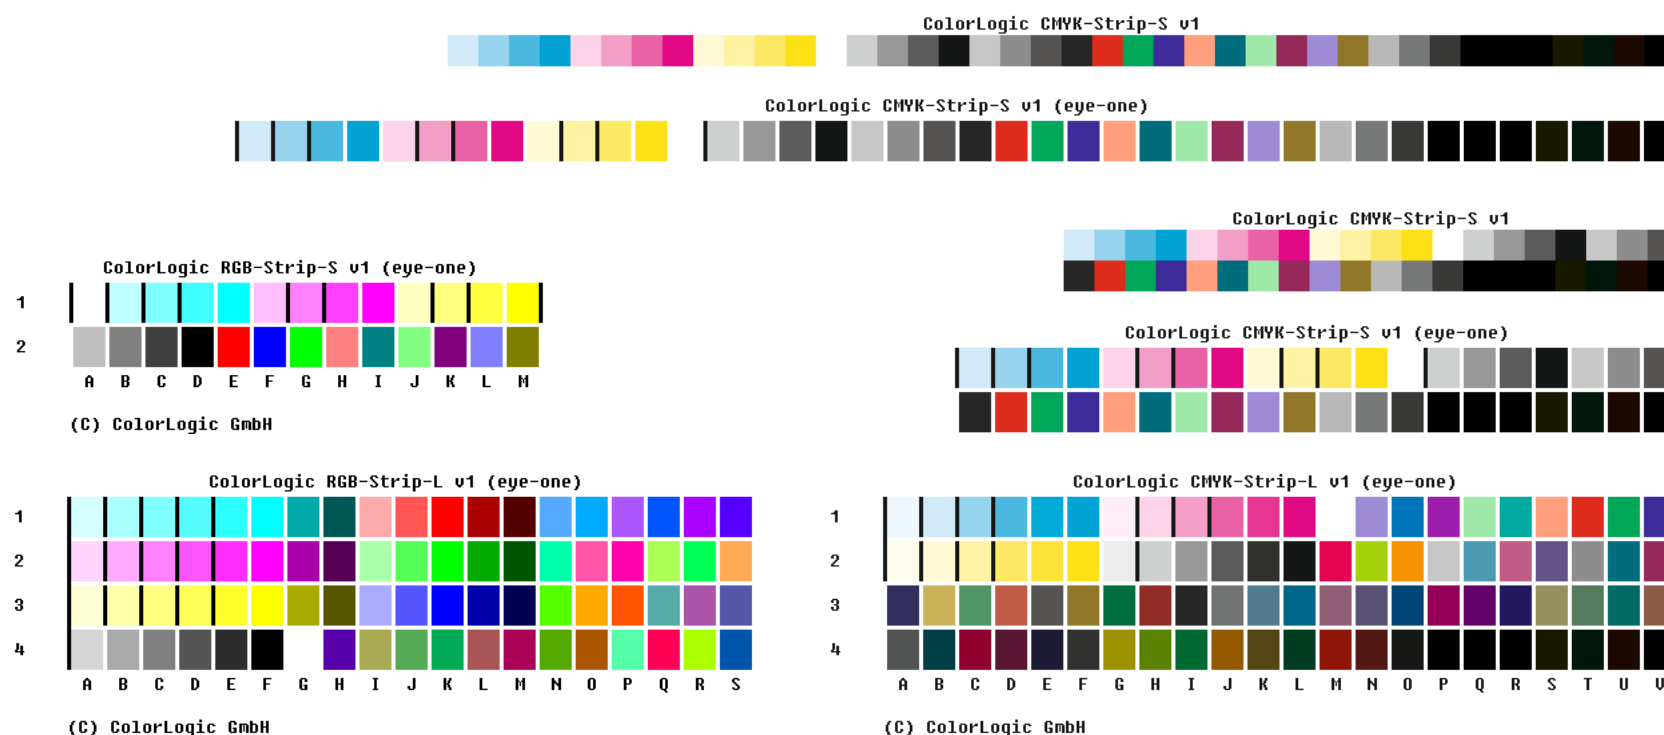 ColorLogic CMYK-Strip-S v1
ColorLogic CMYK-Strip-S v1 (eye-one)
ColorLogic CMYK-Strip-S v1
ColorLogic RGB-Strip-S v1 (eye-one)
1
2
A B C D E F G H I J K L M
(C) ColorLogic GmbH
ColorLogic CMYK-Strip-S v1 (eye-one)
ColorLogic RGB-Strip-L v1 (eye-one)
1
2
3
4
A B C D E F G H I J K L M N O P Q R S
(C) ColorLogic GmbH
ColorLogic CMYK-Strip-L v1 (eye-one)
1
2
3
4
A B C D E F G H I J K L M N O P Q R S T U V
(C) ColorLogic GmbH